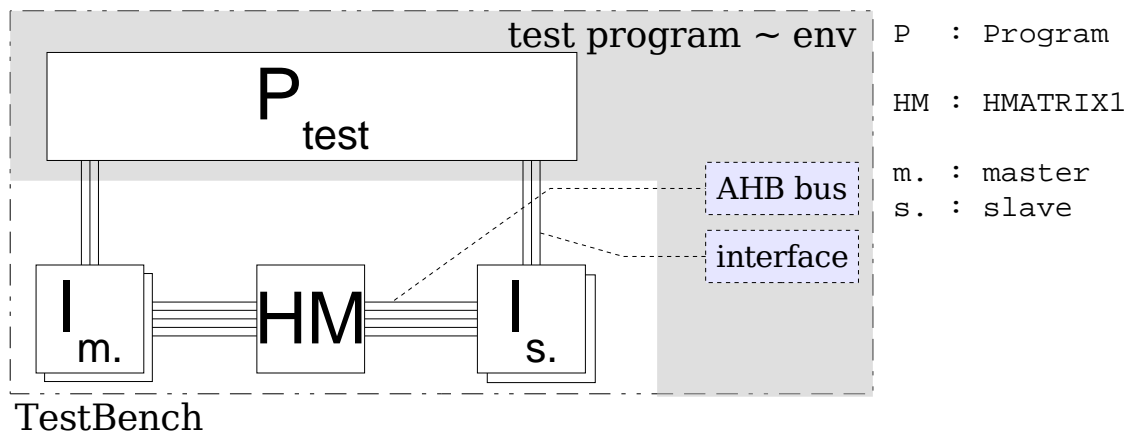 test program ~ env
P : Program
P
test
HM : HMATRIX1
m. : master
s. : slave
AHB bus
interface
I
m.
HM
I
s.
TestBench